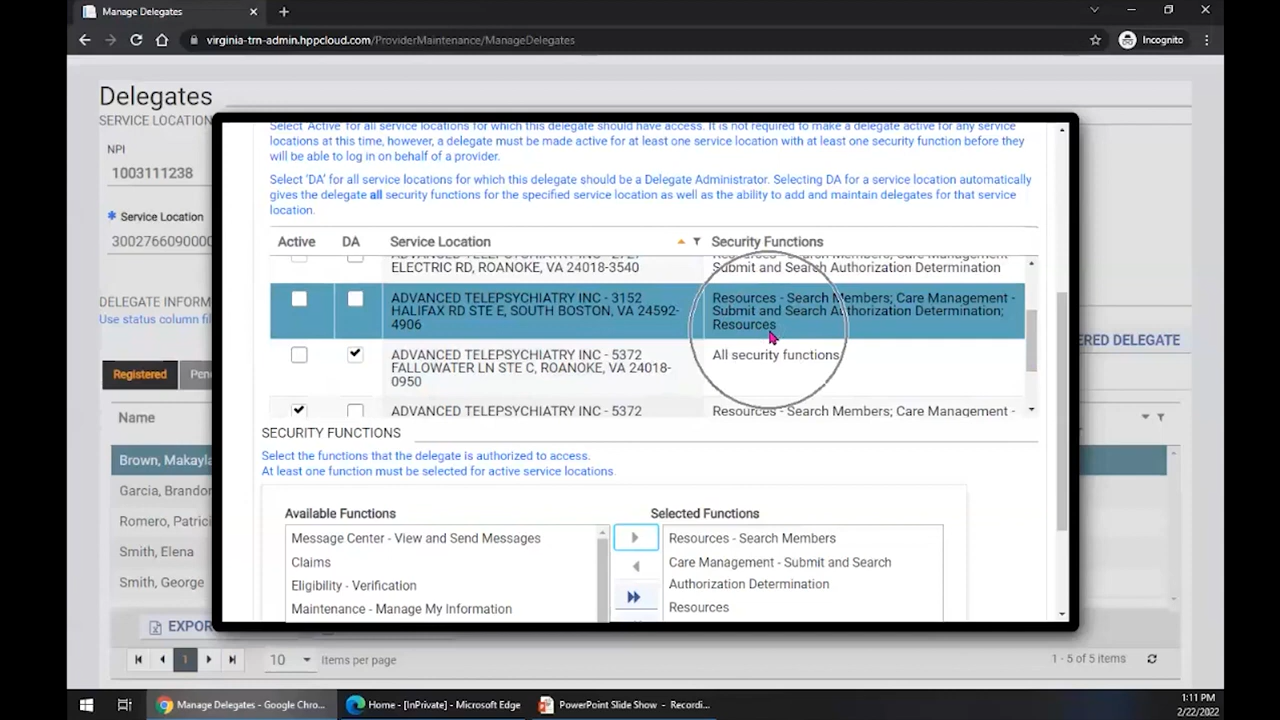 Manage Delegates
virginia-trn-admin.hppcloud.com/ProviderMaintenance/ManageDelegates
Incognito
Delegates
SERVICE LOCATION
NPI
1003111238
* Service Location
3002766090000
DELEGATE INFORM
Use status column fil
ERED DELEGATE
Registered
Pen
Name
Brown, Makayla
Garcia, Brandon
Romero, Patrici
Smith, Elena
Smith, George
EXPOR
1
10
Items per page
1 - 5 of 5 items
Select 'Active' for all service locations for which this delegate should have access. It is not required to make a delegate active for any service
locations at this time, however, a delegate must be made active for at least one service location with at least one security function before they
will be able to log in on behalf of a provider.
Select 'DA' for all service locations for which this delegate should be a Delegate Administrator. Selecting DA for a service location automatically
gives the delegate all security functions for the specified service location as well as the ability to add and maintain delegates for that service
location.
Active DA Service Location Security Functions
ELECTRIC RD, ROANOKE, VA 24018-3540
Submit and Search Authorization Determination
ADVANCED TELEPSYCHIATRY INC - 3152
HALIFAX RD STE E, SOUTH BOSTON, VA 24592-
4906
Resources - Search Members; Care Management -
Submit and Search Authorization Determination;
Resources
ADVANCED TELEPSYCHIATRY INC - 5372
FALLOWATER LN STE C, ROANOKE, VA 24018-
0950
All security functions
ADVANCED TELEPSYCHIATRY INC - 5372
Resources - Search Members; Care Management -
SECURITY FUNCTIONS
Select the functions that the delegate is authorized to access.
At least one function must be selected for active service locations.
Available Functions
Message Center - View and Send Messages
Claims
Eligibility - Verification
Maintenance - Manage My Information
Selected Functions
Resources - Search Members
Care Management - Submit and Search
Authorization Determination
Resources
Manage Delegates - Google Chro...
Home - [InPrivate] - Microsoft Edge
PowerPoint Slide Show - Recordi...
1:11 PM
2/22/2022